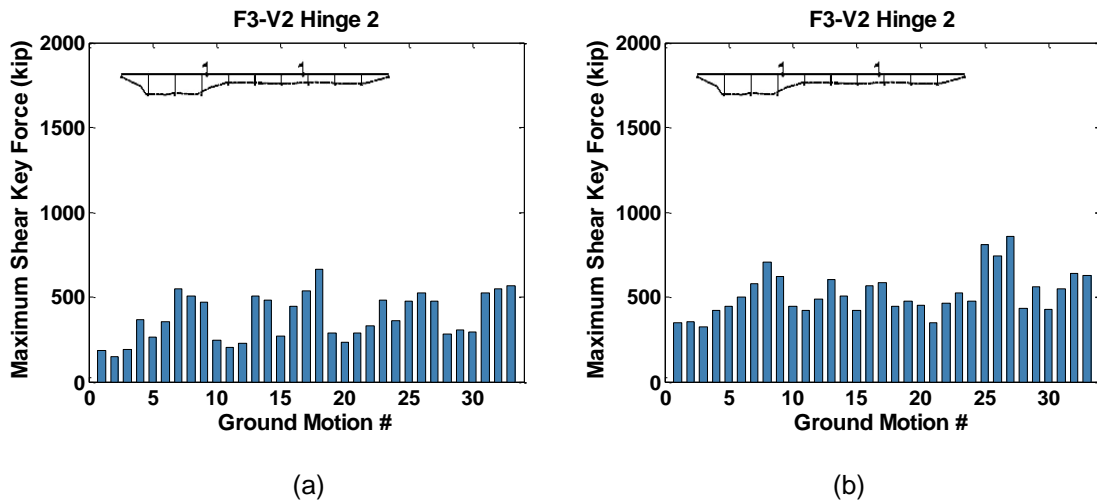 F3-V2 Hinge 2
2000
1500
1000
500
0
Maximum Shear Key Force (kip)
0 5 10 15 20 25 30
Ground Motion #
(a)
F3-V2 Hinge 2
2000
1500
1000
500
0
Maximum Shear Key Force (kip)
0 5 10 15 20 25 30
Ground Motion #
(b)